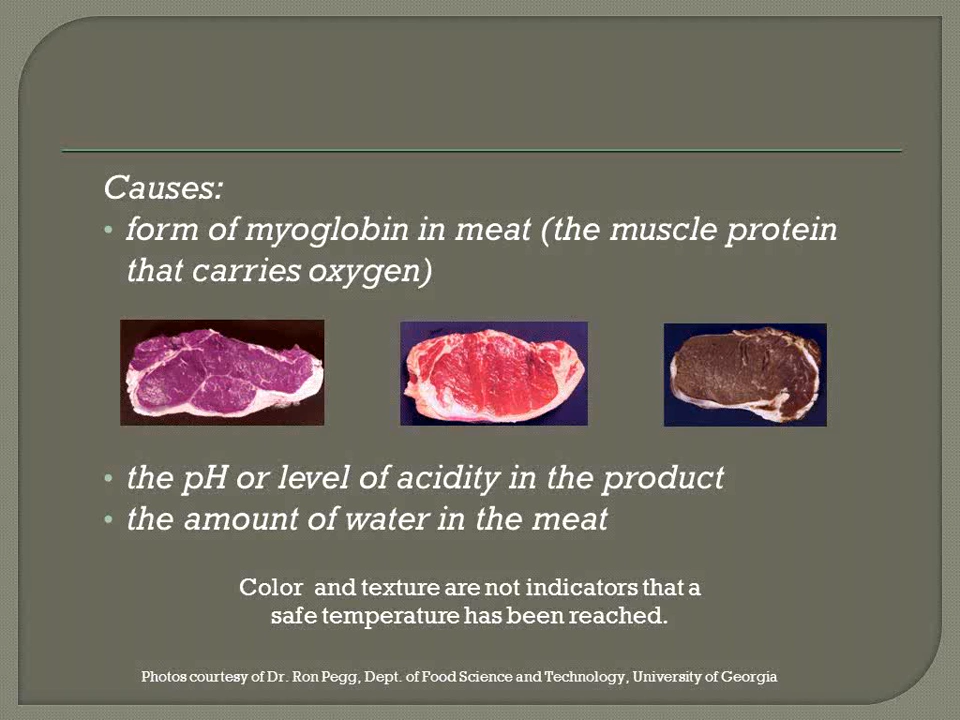 Causes:
• form of myoglobin in meat (the muscle protein
that carries oxygen)
• the pH or level of acidity in the product
• the amount of water in the meat
Color and texture are not indicators that a
safe temperature has been reached.
Photos courtesy of Dr. Ron Pegg, Dept. of Food Science and Technology, University of Georgia